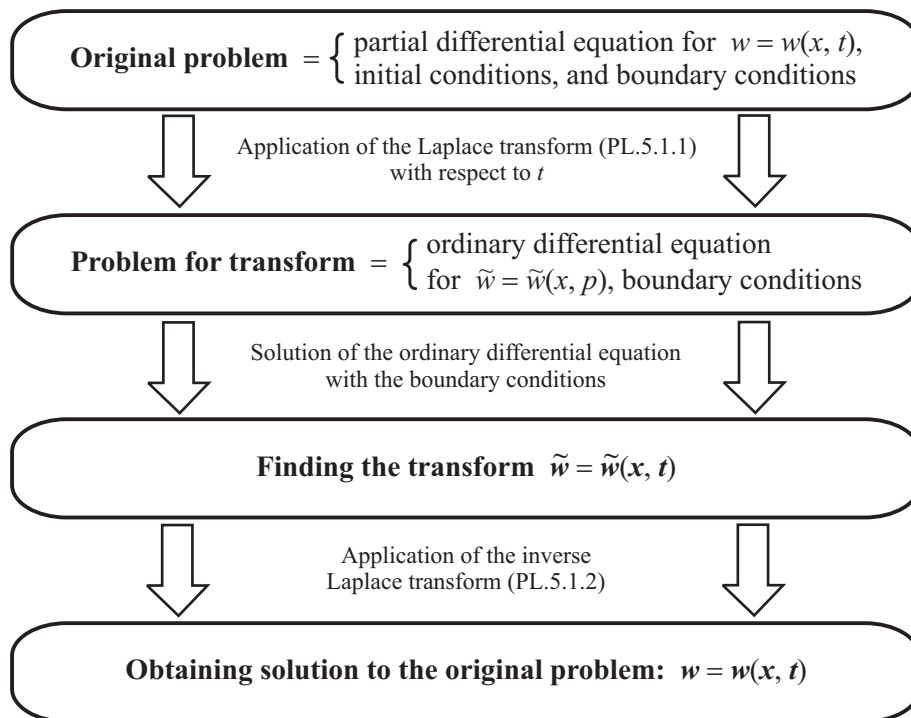 Original problem = { partial differential equation for w = w(x, t),
initial conditions, and boundary conditions
Application of the Laplace transform (PL.5.1.1)
with respect to t
Problem for transform = { ordinary differential equation
for w̃ = w̃(x, p), boundary conditions
Solution of the ordinary differential equation
with the boundary conditions
Finding the transform w̃ = w̃(x, t)
Application of the inverse
Laplace transform (PL.5.1.2)
Obtaining solution to the original problem: w = w(x, t)